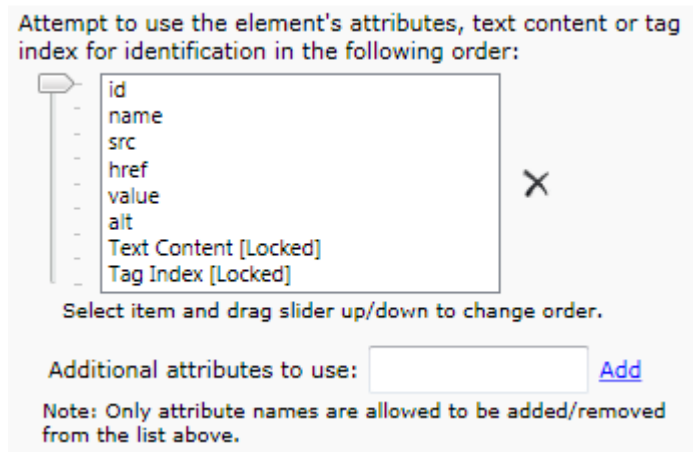 Attempt to use the element's attributes, text content or tag
index for identification in the following order:
id
name
src
href
value
alt
Text Content [Locked]
Tag Index [Locked]
Select item and drag slider up/down to change order.
Additional attributes to use:
Add
Note: Only attribute names are allowed to be added/removed
from the list above.